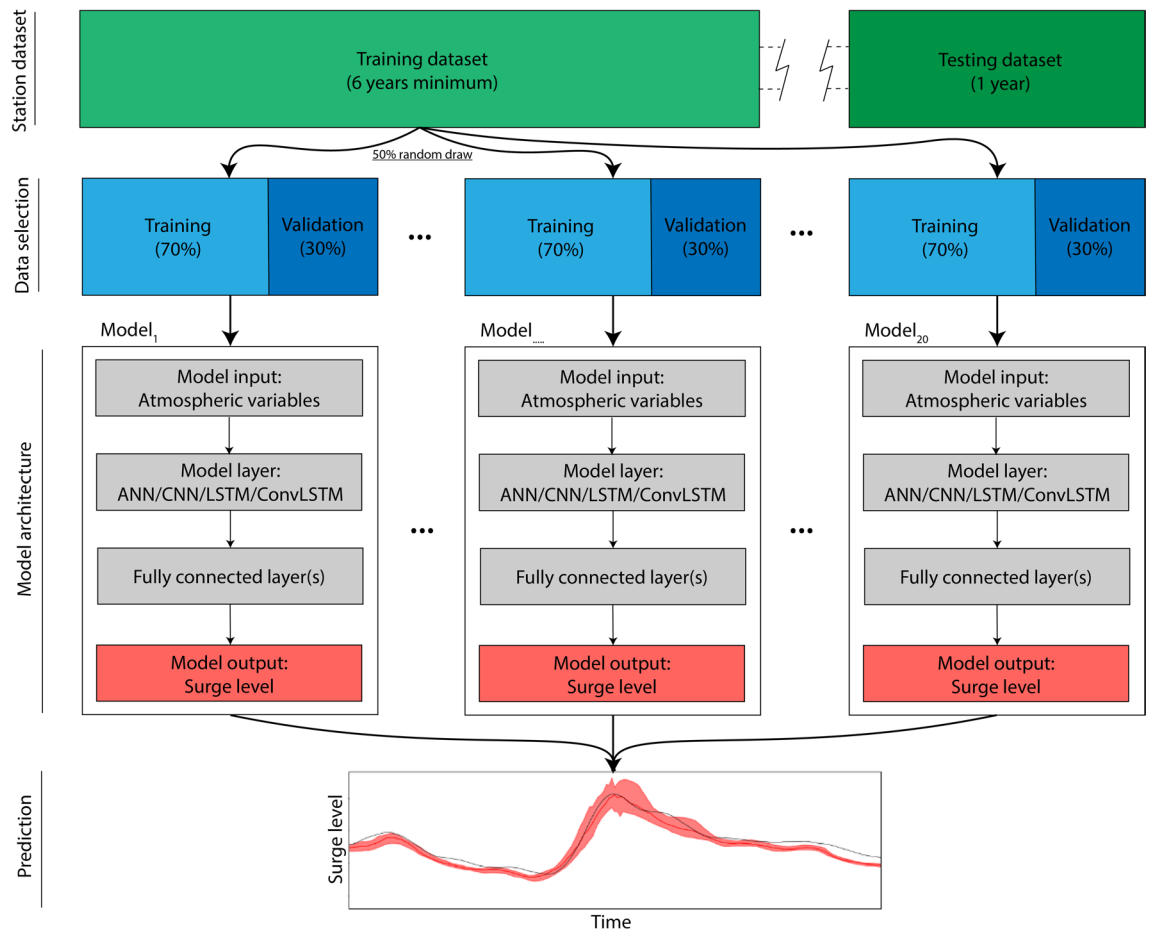 Station dataset
Training dataset
(6 years minimum)
Testing dataset
(1 year)
50% random draw
Data selection
Training
(70%)
Validation
(30%)
...
Training
(70%)
Validation
(30%)
...
Training
(70%)
Validation
(30%)
Model architecture
Model1
Model input:
Atmospheric variables
Model layer:
ANN/CNN/LSTM/ConvLSTM
Fully connected layer(s)
Model output:
Surge level
...
Model.....
Model input:
Atmospheric variables
Model layer:
ANN/CNN/LSTM/ConvLSTM
Fully connected layer(s)
Model output:
Surge level
...
Model20
Model input:
Atmospheric variables
Model layer:
ANN/CNN/LSTM/ConvLSTM
Fully connected layer(s)
Model output:
Surge level
Prediction
Surge level
Time